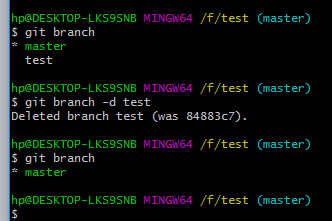 hp@DESKTOP-LKS9SNB MINGW64 /f/test (master)
$ git branch
* master
  test

hp@DESKTOP-LKS9SNB MINGW64 /f/test (master)
$ git branch -d test
Deleted branch test (was 84883c7).

hp@DESKTOP-LKS9SNB MINGW64 /f/test (master)
$ git branch
* master

hp@DESKTOP-LKS9SNB MINGW64 /f/test (master)
$